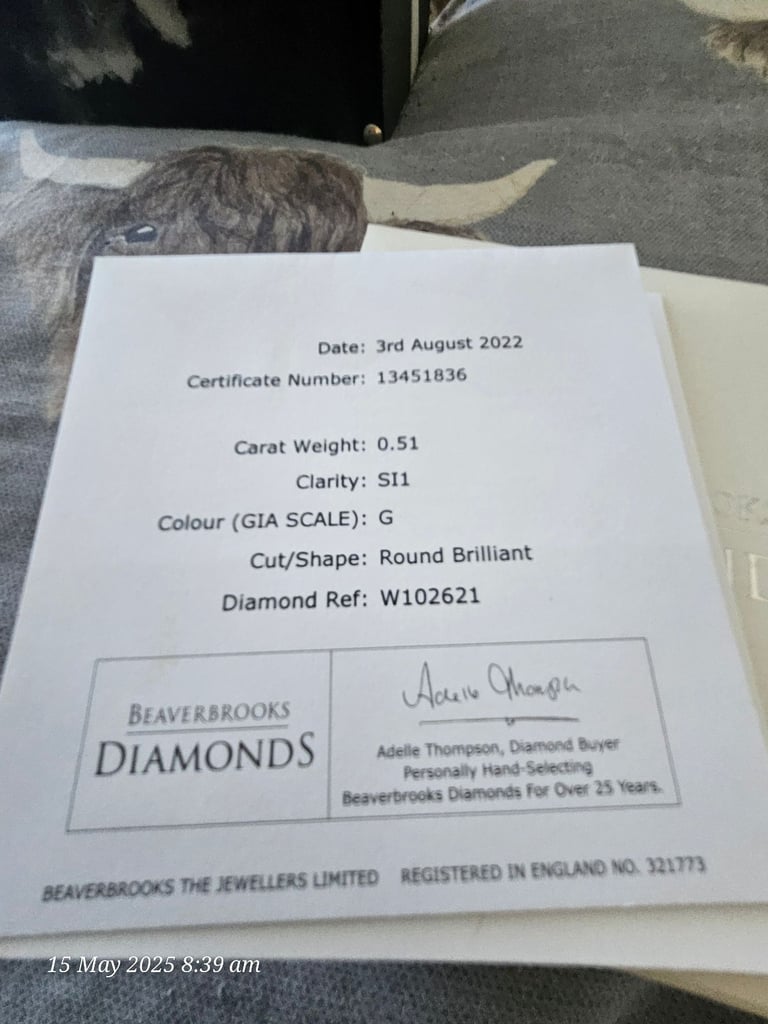 Date: 3rd August 2022
Certificate Number: 13451836
Carat Weight: 0.51
Clarity: SI1
Colour (GIA SCALE): G
Cut/Shape: Round Brilliant
Diamond Ref: W102621
BEAVERBROOKS
DIAMONDS
Adelle Thompson
Adelle Thompson, Diamond Buyer
Personally Hand-Selecting
Beaverbrooks Diamonds For Over 25 Years.
BEAVERBROOKS THE JEWELLERS LIMITED REGISTERED IN ENGLAND NO. 321773
15 May 2025 8:39 am